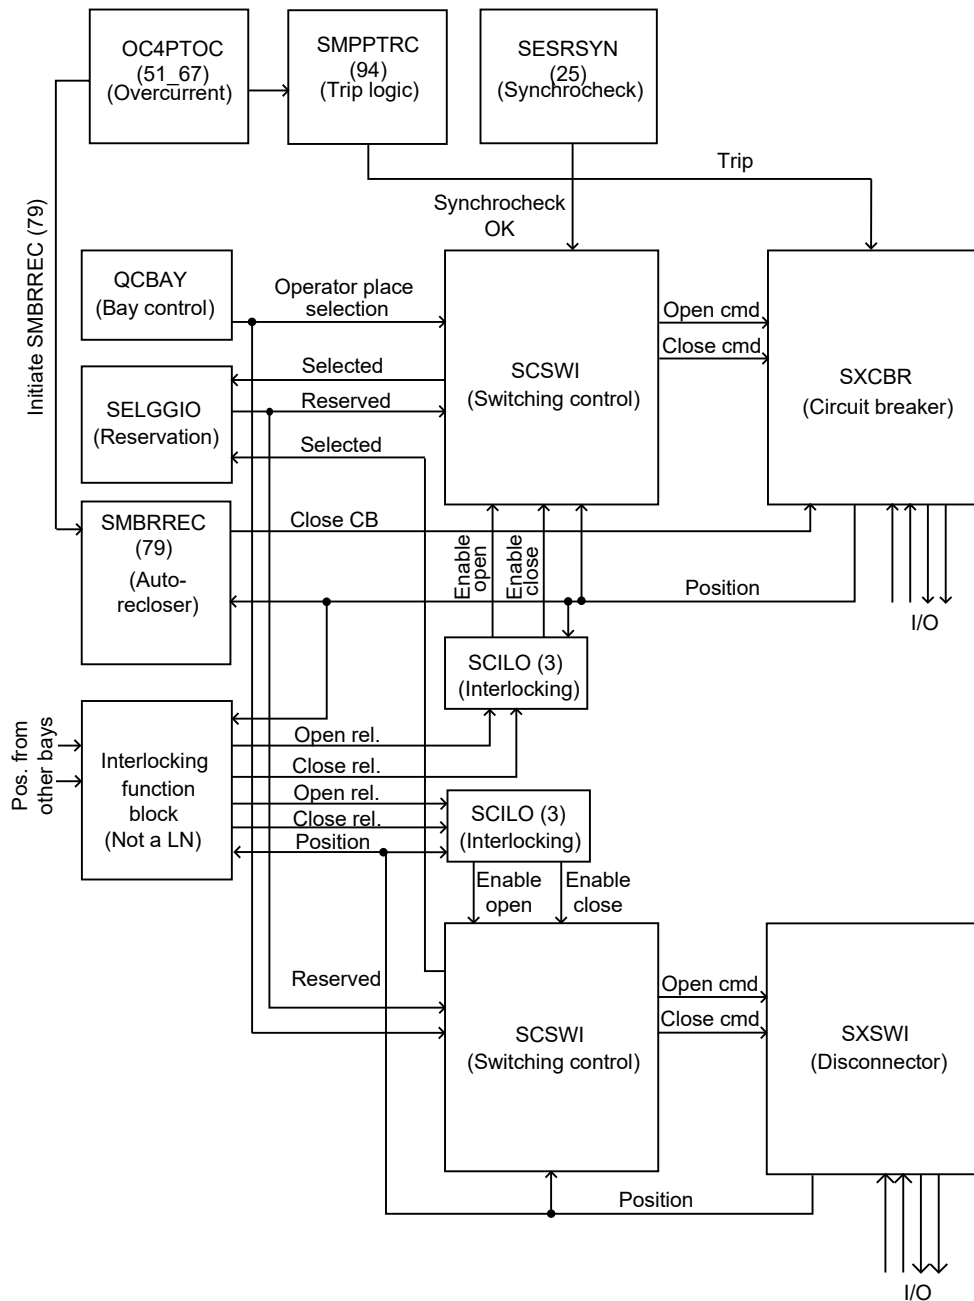 OC4PTOC
(51_67)
(Overcurrent)
SMPPTRC
(94)
(Trip logic)
SESRSYN
(25)
(Synchrocheck)
Trip
Synchrocheck
OK
Initiate SMBRREC (79)
QCBAY
(Bay control)
Operator place
selection
SELGGIO
(Reservation)
Selected
Reserved
Selected
SCSWI
(Switching control)
Open cmd
Close cmd
SXCBR
(Circuit breaker)
SMBRREC
(79)
(Auto-
recloser)
Close CB
Enable
open
Enable
close
Position
I/O
SCILO (3)
(Interlocking)
Pos. from
other bays
Interlocking
function
block
(Not a LN)
Open rel.
Close rel.
Open rel.
Close rel.
Position
SCILO (3)
(Interlocking)
Enable
open
Enable
close
Reserved
SCSWI
(Switching control)
Open cmd
Close cmd
SXSWI
(Disconnector)
Position
I/O